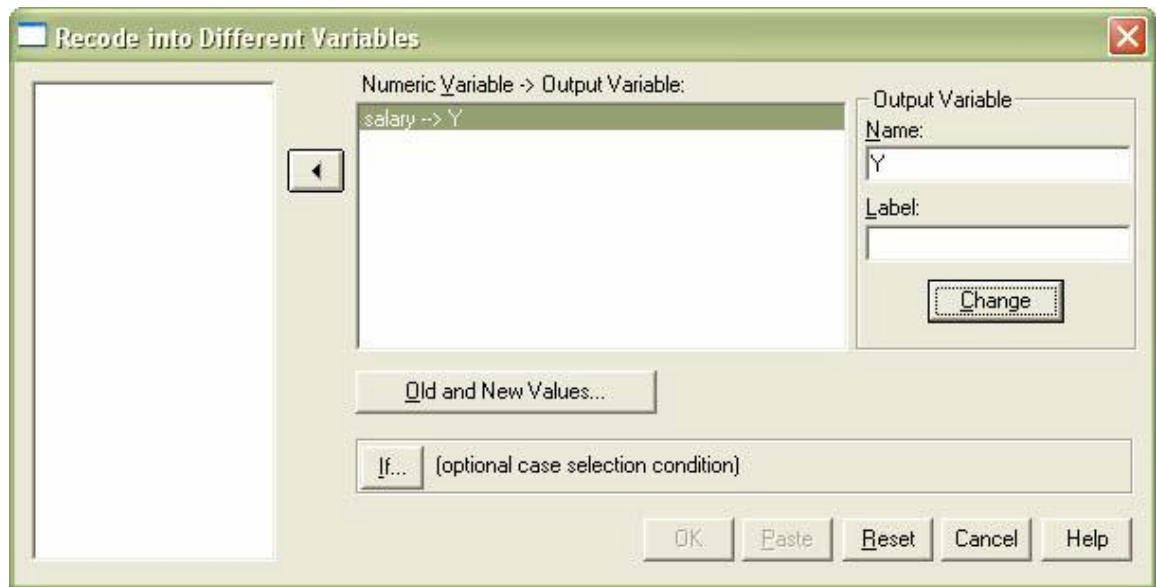 Recode into Different Variables
Numeric Variable -> Output Variable:
salary --> Y
Output Variable
Name:
Y
Label:
Change
Old and New Values...
If... (optional case selection condition)
OK Paste Reset Cancel Help